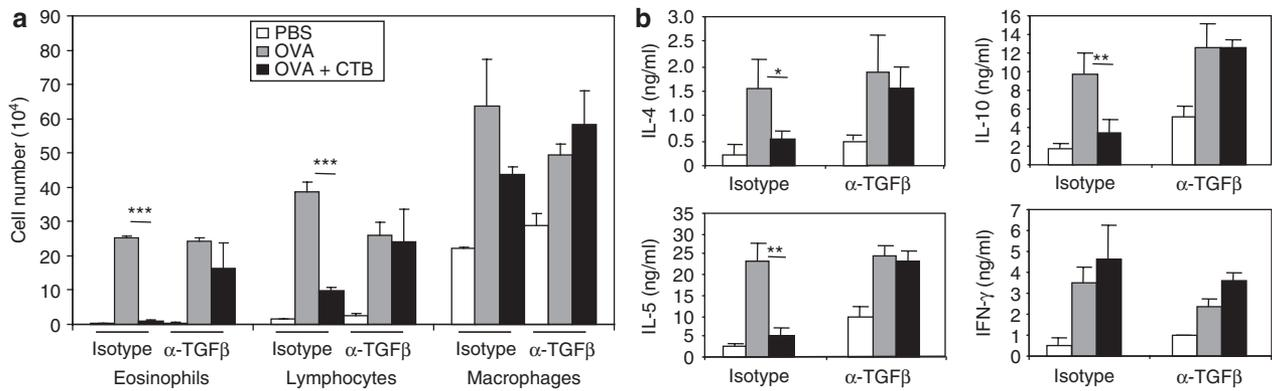 a
90
80
70
60
50
40
30
20
10
0
Cell number (10⁴)
PBS
OVA
OVA + CTB
***
***
Isotype α-TGFβ Isotype α-TGFβ Isotype α-TGFβ
Eosinophils Lymphocytes Macrophages
b
3.0
2.5
2.0
1.5
1.0
0.5
0.0
IL-4 (ng/ml)
*
Isotype α-TGFβ
16
14
12
10
8
6
4
2
0
IL-10 (ng/ml)
**
Isotype α-TGFβ
35
30
25
20
15
10
5
0
IL-5 (ng/ml)
**
Isotype α-TGFβ
7
6
5
4
3
2
1
0
IFN-γ (ng/ml)
Isotype α-TGFβ